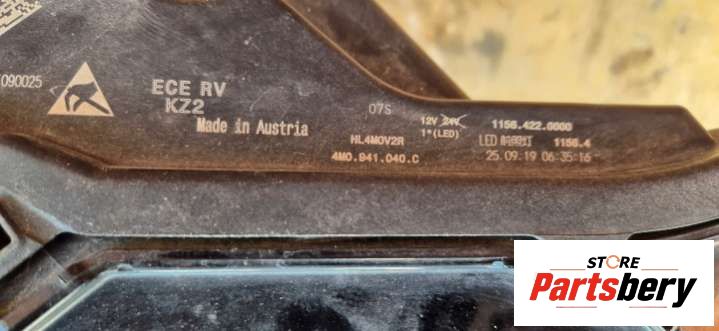 090025
ECE RV
KZ2
Made in Austria
07S
HL4M0V2R
4M0.941.040.C
12V 24V
1*(LED)
1156.422.0000
LED 1156.4
25.09.19 06:35:16
STORE
Partsbery